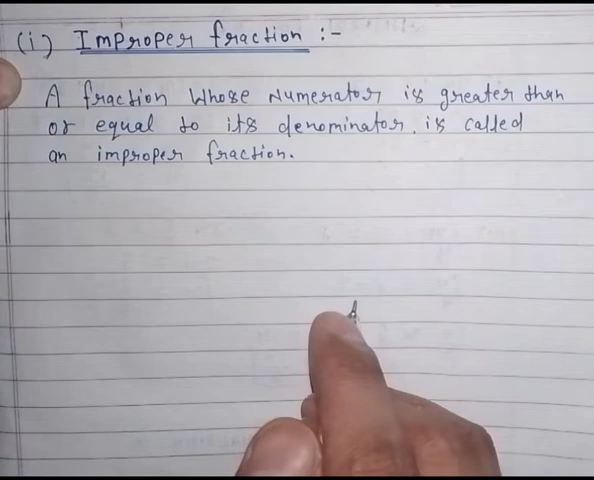 (i) Improper fraction :-
A fraction whose Numerator is greater than
or equal to its denominator. is called
an improper fraction.